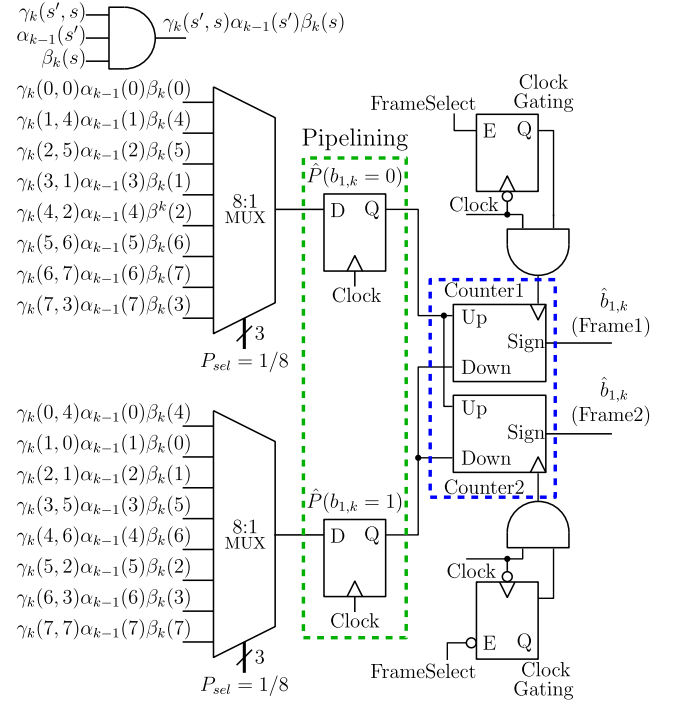 γₖ(s′, s)
αₖ₋₁(s′)
βₖ(s)
γₖ(s′, s)αₖ₋₁(s′)βₖ(s)
γₖ(0, 0)αₖ₋₁(0)βₖ(0)
γₖ(1, 4)αₖ₋₁(1)βₖ(4)
γₖ(2, 5)αₖ₋₁(2)βₖ(5)
γₖ(3, 1)αₖ₋₁(3)βₖ(1)
γₖ(4, 2)αₖ₋₁(4)βᵏ(2)
γₖ(5, 6)αₖ₋₁(5)βₖ(6)
γₖ(6, 7)αₖ₋₁(6)βₖ(7)
γₖ(7, 3)αₖ₋₁(7)βₖ(3)
8:1
MUX
3
P_sel = 1/8
Pipelining
P̂(b₁,ₖ = 0)
D Q
Clock
FrameSelect
Clock
Gating
E Q
Clock
Counter1
Up
Sign
Down
b̂₁,ₖ
(Frame1)
Up
Sign
Down
Counter2
b̂₁,ₖ
(Frame2)
γₖ(0, 4)αₖ₋₁(0)βₖ(4)
γₖ(1, 0)αₖ₋₁(1)βₖ(0)
γₖ(2, 1)αₖ₋₁(2)βₖ(1)
γₖ(3, 5)αₖ₋₁(3)βₖ(5)
γₖ(4, 6)αₖ₋₁(4)βₖ(6)
γₖ(5, 2)αₖ₋₁(5)βₖ(2)
γₖ(6, 3)αₖ₋₁(6)βₖ(3)
γₖ(7, 7)αₖ₋₁(7)βₖ(7)
8:1
MUX
3
P_sel = 1/8
P̂(b₁,ₖ = 1)
D Q
Clock
Clock
E Q
FrameSelect
Clock
Gating